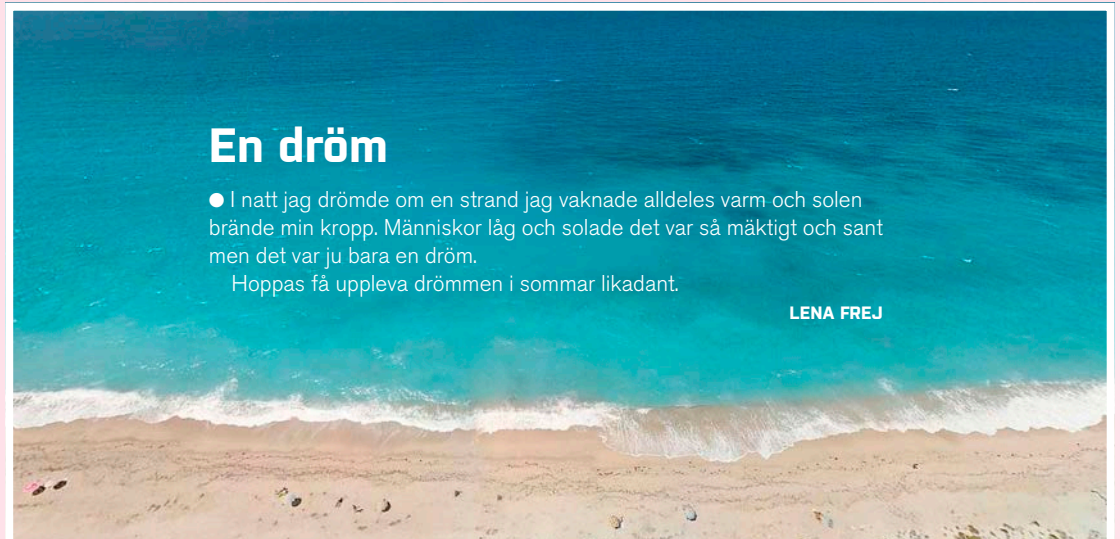 En dröm
● I natt jag drömde om en strand jag vaknade alldeles varm och solen
brände min kropp. Människor låg och solade det var så mäktigt och sant
men det var ju bara en dröm.
Hoppas få uppleva drömmen i sommar likadant.
LENA FREJ